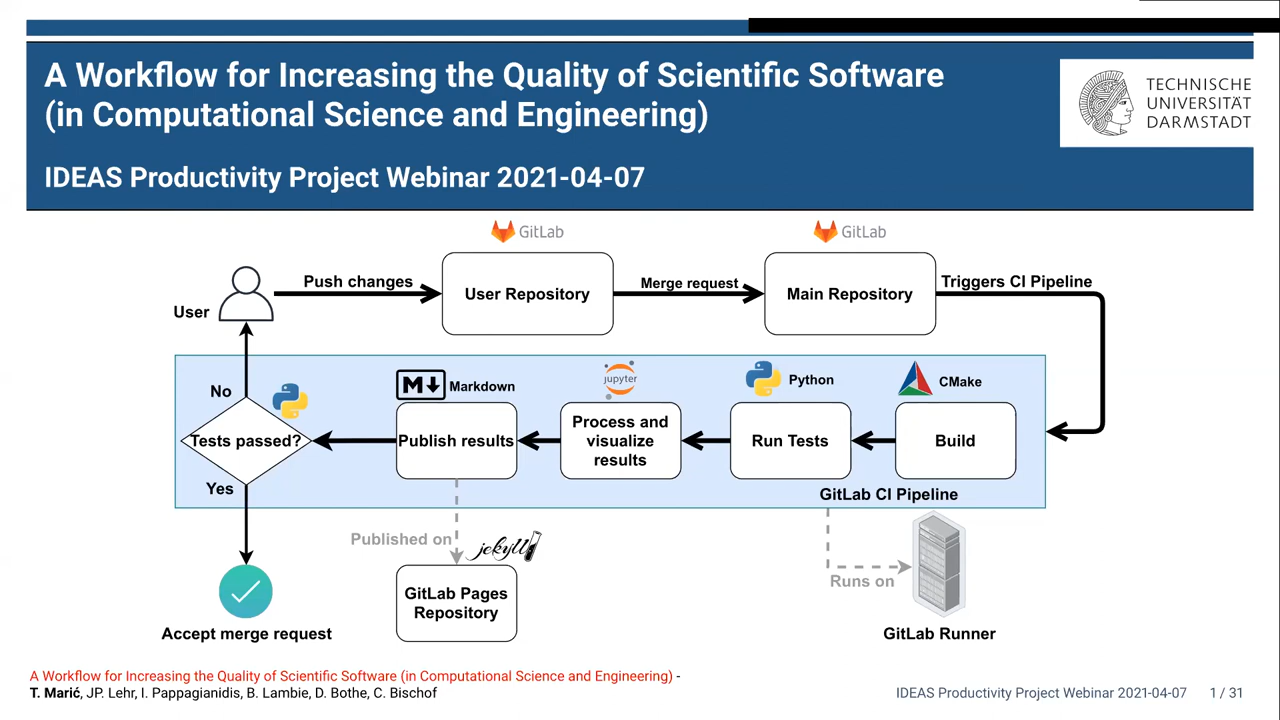 A Workflow for Increasing the Quality of Scientific Software
(in Computational Science and Engineering)
IDEAS Productivity Project Webinar 2021-04-07
TECHNISCHE
UNIVERSITÄT
DARMSTADT
GitLab
GitLab
User
Push changes
User Repository
Merge request
Main Repository
Triggers CI Pipeline
No
Tests passed?
Yes
Markdown
Publish results
jupyter
Process and
visualize
results
Python
Run Tests
CMake
Build
GitLab CI Pipeline
Published on
jekyll
GitLab Pages
Repository
Runs on
GitLab Runner
Accept merge request
A Workflow for Increasing the Quality of Scientific Software (in Computational Science and Engineering) -
T. Marić, JP. Lehr, I. Pappagianidis, B. Lambie, D. Bothe, C. Bischof
IDEAS Productivity Project Webinar 2021-04-07 1 / 31